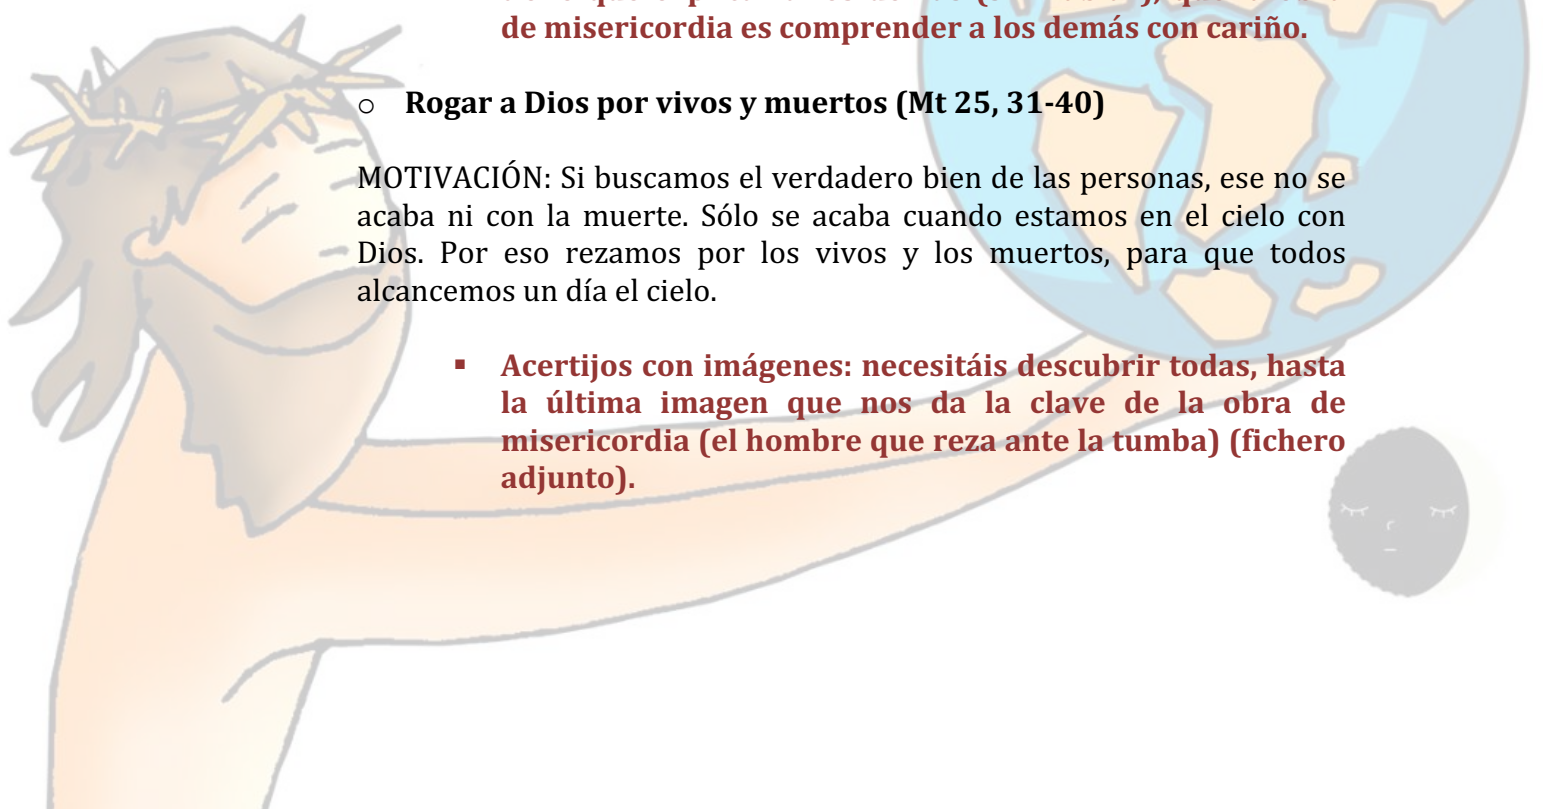 de misericordia es comprender a los demás con cariño.
o Rogar a Dios por vivos y muertos (Mt 25, 31-40)
MOTIVACIÓN: Si buscamos el verdadero bien de las personas, ese no se
acaba ni con la muerte. Sólo se acaba cuando estamos en el cielo con
Dios. Por eso rezamos por los vivos y los muertos, para que todos
alcancemos un día el cielo.
▪ Acertijos con imágenes: necesitáis descubrir todas, hasta
la última imagen que nos da la clave de la obra de
misericordia (el hombre que reza ante la tumba) (fichero
adjunto).